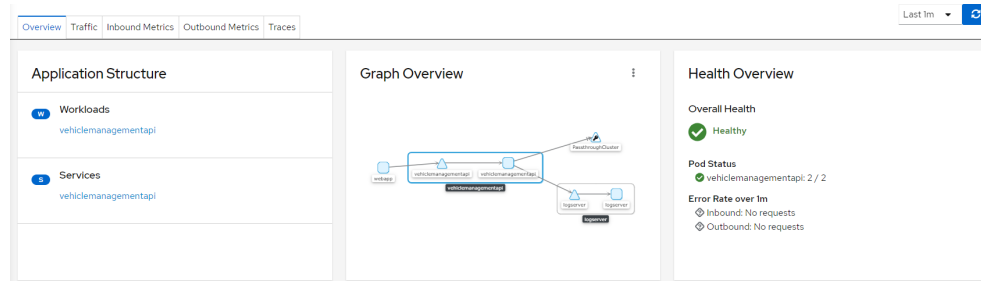 Last 1m
Overview Traffic Inbound Metrics Outbound Metrics Traces
Application Structure
W Workloads
vehiclemanagementapi
S Services
vehiclemanagementapi
Graph Overview
PassthroughCluster
webapp
vehiclemanagementapi vehiclemanagementapi
vehiclemanagementapi
logserver logserver
logserver
Health Overview
Overall Health
Healthy
Pod Status
vehiclemanagementapi: 2 / 2
Error Rate over 1m
Inbound: No requests
Outbound: No requests